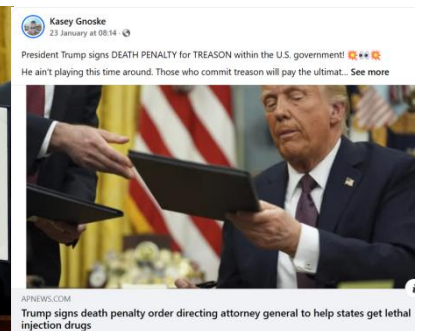 Kasey Gnoske
23 January at 08:14 ·
President Trump signs DEATH PENALTY for TREASON within the U.S. government! 💥👀💥
He ain't playing this time around. Those who commit treason will pay the ultimat... See more
APNEWS.COM
Trump signs death penalty order directing attorney general to help states get lethal
injection drugs